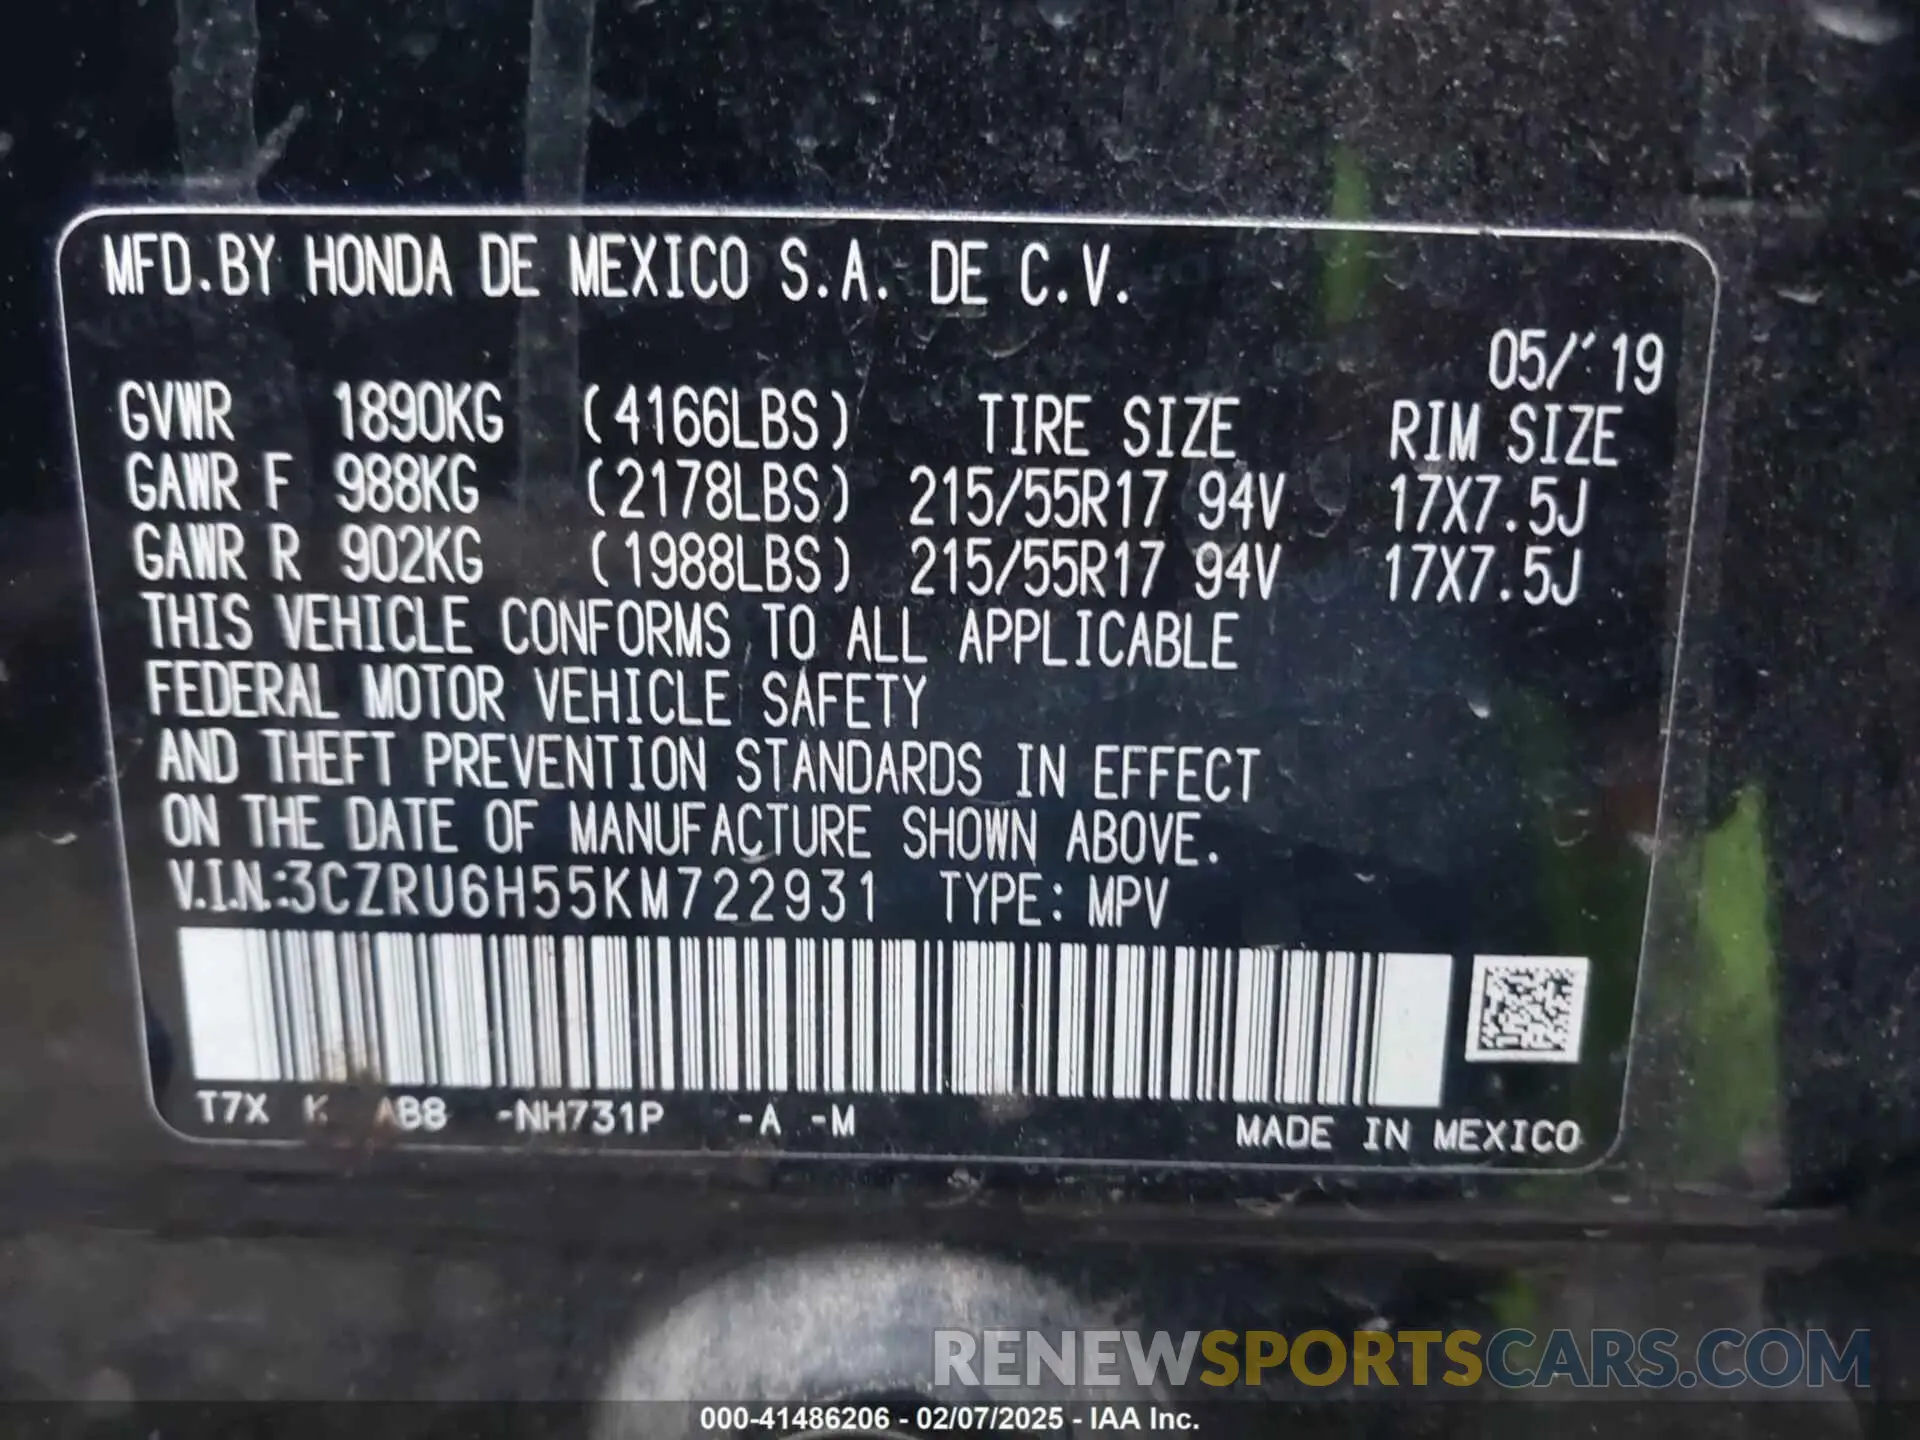 MFD.BY HONDA DE MEXICO S.A. DE C.V.
05/'19
GVWR 1890KG (4166LBS) TIRE SIZE RIM SIZE
GAWR F 988KG (2178LBS) 215/55R17 94V 17X7.5J
GAWR R 902KG (1988LBS) 215/55R17 94V 17X7.5J
THIS VEHICLE CONFORMS TO ALL APPLICABLE
FEDERAL MOTOR VEHICLE SAFETY
AND THEFT PREVENTION STANDARDS IN EFFECT
ON THE DATE OF MANUFACTURE SHOWN ABOVE.
V.I.N.:3CZRU6H55KM722931 TYPE: MPV
T7X K AB8 -NH731P -A -M MADE IN MEXICO
RENEWSPORTSCARS.COM
000-41486206 - 02/07/2025 - IAA Inc.